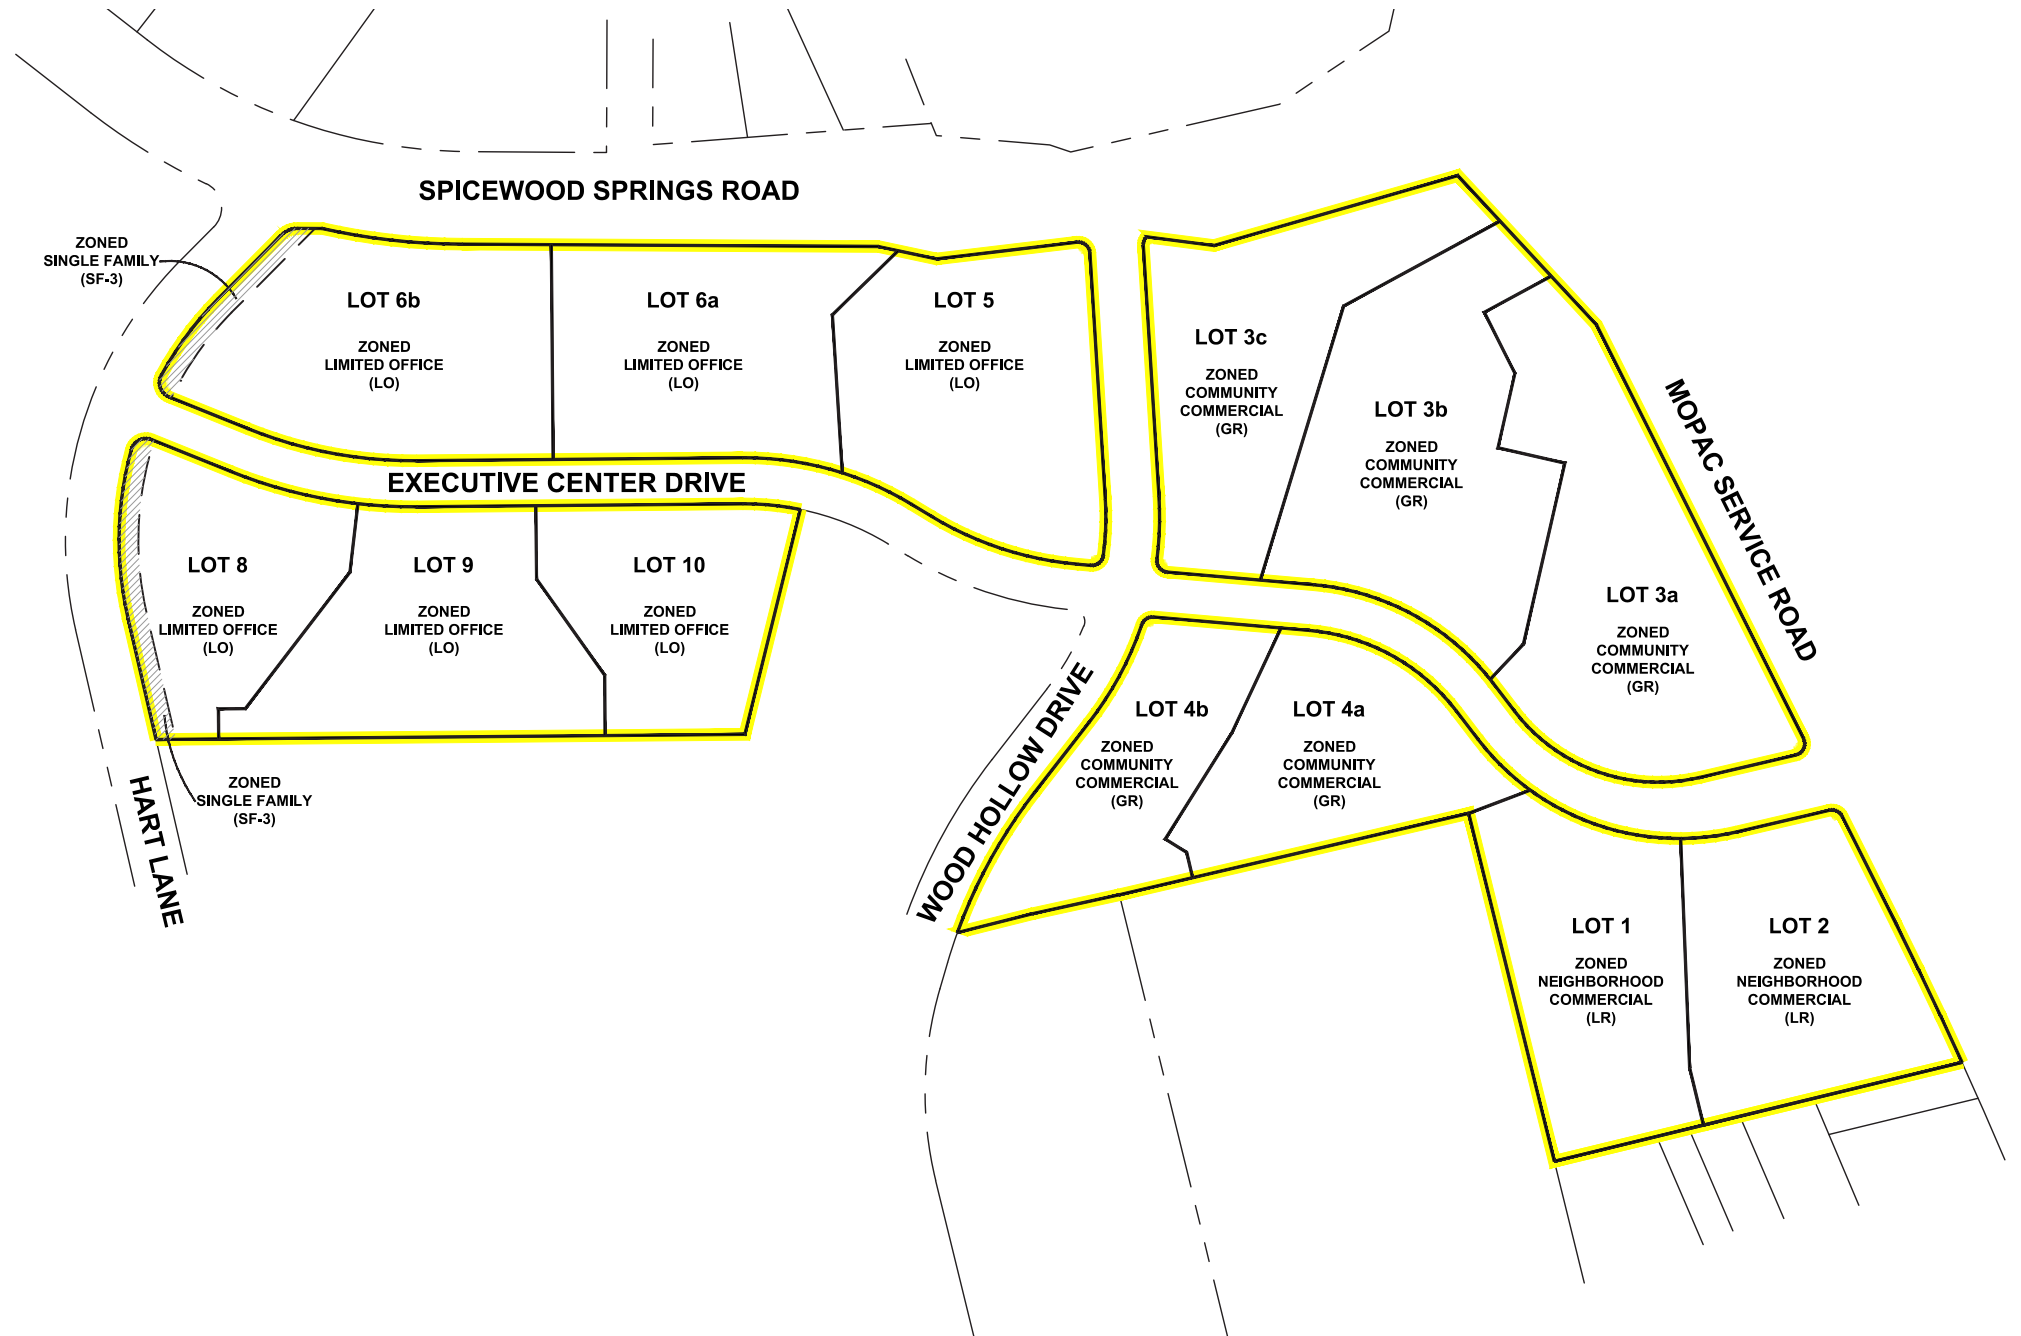 SPICEWOOD SPRINGS ROAD
ZONED
SINGLE FAMILY
(SF-3)
LOT 6b
ZONED
LIMITED OFFICE
(LO)
LOT 6a
ZONED
LIMITED OFFICE
(LO)
LOT 5
ZONED
LIMITED OFFICE
(LO)
LOT 3c
ZONED
COMMUNITY
COMMERCIAL
(GR)
LOT 3b
ZONED
COMMUNITY
COMMERCIAL
(GR)
MOPAC SERVICE ROAD
EXECUTIVE CENTER DRIVE
LOT 8
ZONED
LIMITED OFFICE
(LO)
LOT 9
ZONED
LIMITED OFFICE
(LO)
LOT 10
ZONED
LIMITED OFFICE
(LO)
LOT 3a
ZONED
COMMUNITY
COMMERCIAL
(GR)
WOOD HOLLOW DRIVE
LOT 4b
ZONED
COMMUNITY
COMMERCIAL
(GR)
LOT 4a
ZONED
COMMUNITY
COMMERCIAL
(GR)
HART LANE
ZONED
SINGLE FAMILY
(SF-3)
LOT 1
ZONED
NEIGHBORHOOD
COMMERCIAL
(LR)
LOT 2
ZONED
NEIGHBORHOOD
COMMERCIAL
(LR)